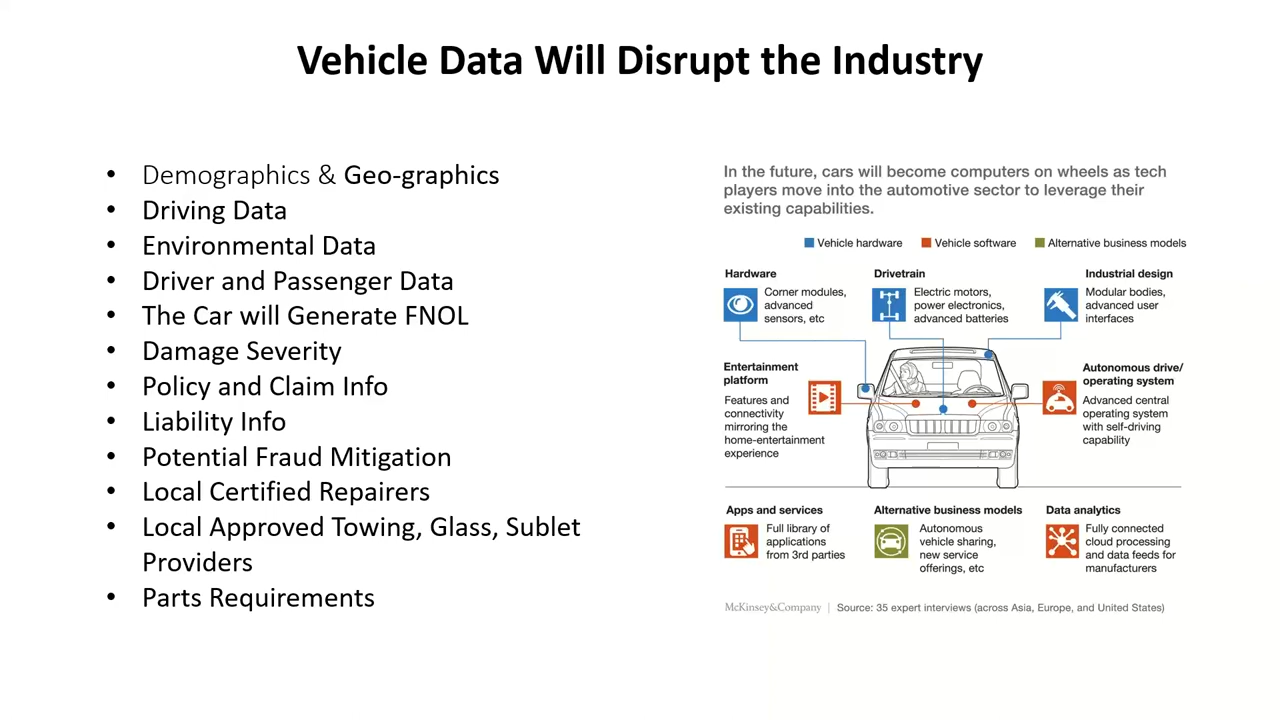 Vehicle Data Will Disrupt the Industry
• Demographics & Geo-graphics
• Driving Data
• Environmental Data
• Driver and Passenger Data
• The Car will Generate FNOL
• Damage Severity
• Policy and Claim Info
• Liability Info
• Potential Fraud Mitigation
• Local Certified Repairers
• Local Approved Towing, Glass, Sublet
Providers
• Parts Requirements
In the future, cars will become computers on wheels as tech
players move into the automotive sector to leverage their
existing capabilities.
Vehicle hardware
Vehicle software
Alternative business models
Hardware
Corner modules,
advanced
sensors, etc
Drivetrain
Electric motors,
power electronics,
advanced batteries
Industrial design
Modular bodies,
advanced user
interfaces
Entertainment
platform
Features and
connectivity
mirroring the
home-entertainment
experience
Autonomous drive/
operating system
Advanced central
operating system
with self-driving
capability
Apps and services
Full library of
applications
from 3rd parties
Alternative business models
Autonomous
vehicle sharing,
new service
offerings, etc
Data analytics
Fully connected
cloud processing
and data feeds for
manufacturers
McKinsey&Company | Source: 35 expert interviews (across Asia, Europe, and United States)